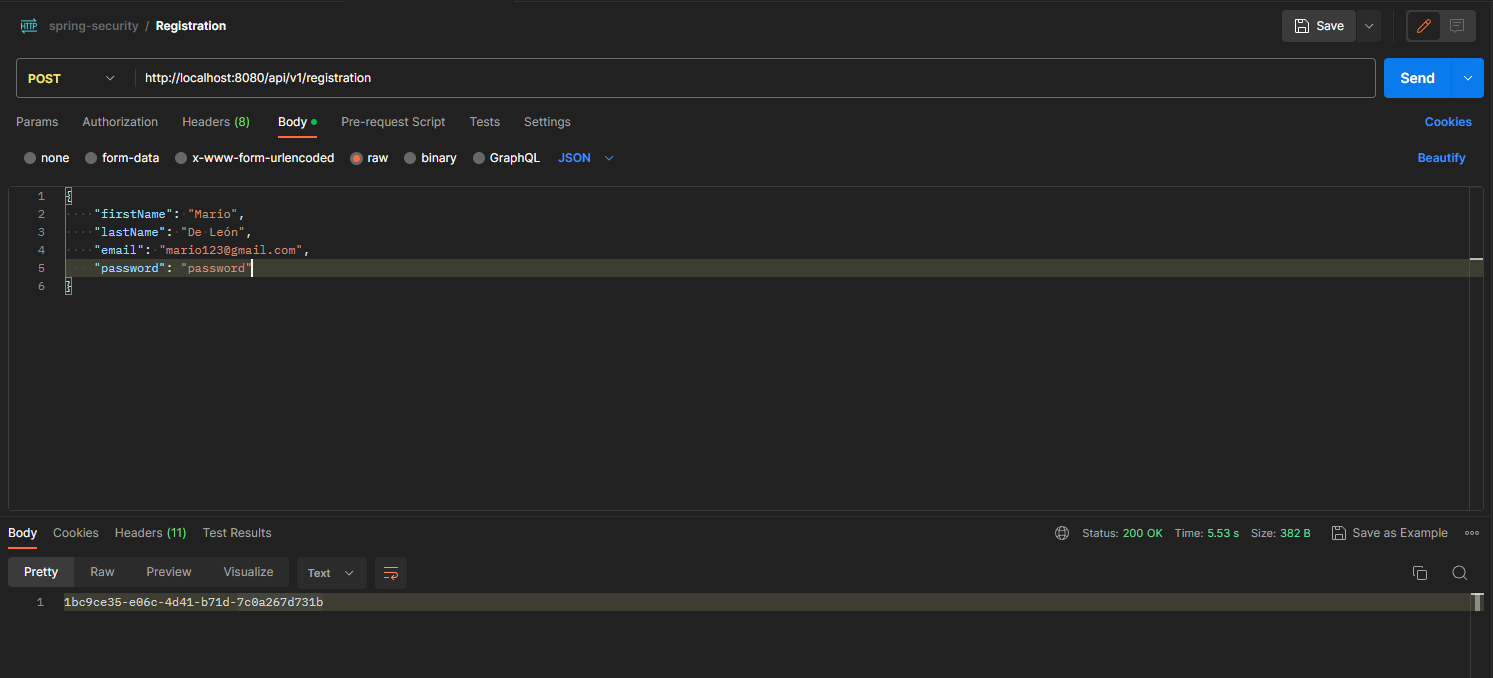 HTTP spring-security / Registration Save
POST http://localhost:8080/api/v1/registration Send
Params Authorization Headers (8) Body Pre-request Script Tests Settings Cookies
none form-data x-www-form-urlencoded raw binary GraphQL JSON Beautify
1 {
2 "firstName": "Mario",
3 "lastName": "De León",
4 "email": "mario123@gmail.com",
5 "password": "password"
6 }
Body Cookies Headers (11) Test Results Status: 200 OK Time: 5.53 s Size: 382 B Save as Example
Pretty Raw Preview Visualize Text
1 1bc9ce35-e06c-4d41-b71d-7c0a267d731b